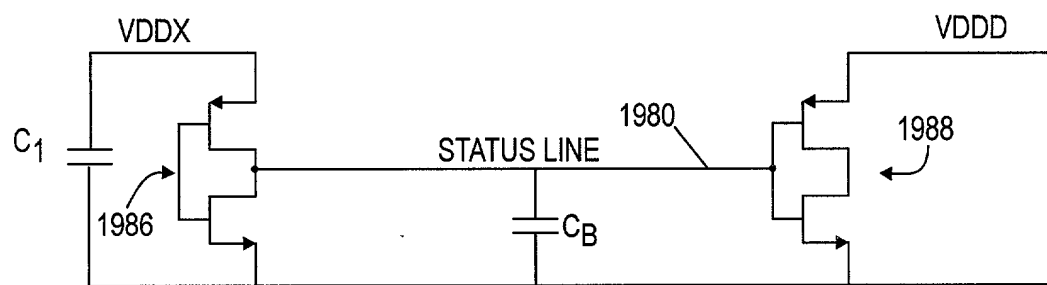 VDDX
VDDD
C1
1980
STATUS LINE
1988
1986
CB